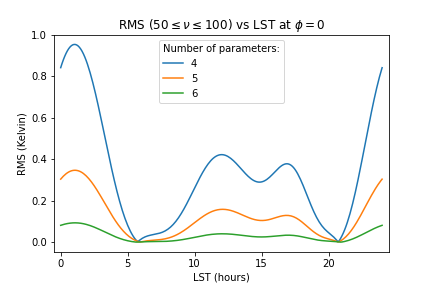 RMS (50 ≤ ν ≤ 100) vs LST at ϕ = 0
1.0
0.8
0.6
0.4
0.2
0.0
RMS (Kelvin)
Number of parameters:
4
5
6
0 5 10 15 20
LST (hours)